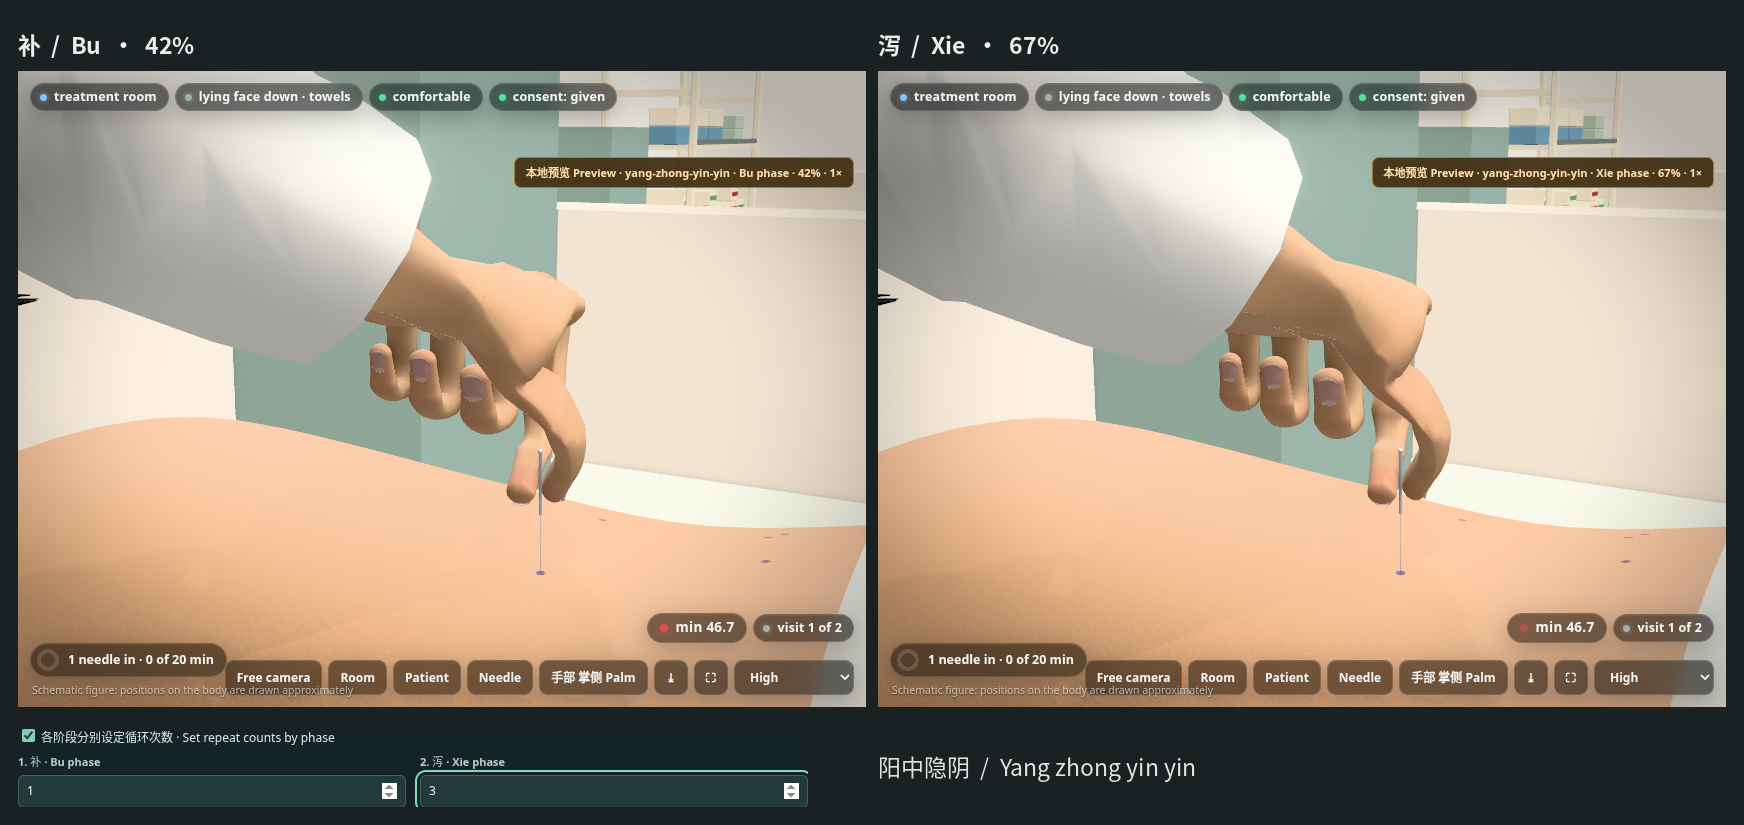 补 / Bu · 42%
treatment room
lying face down · towels
comfortable
consent: given
本地预览 Preview · yang-zhong-yin-yin · Bu phase · 42% · 1×
min 46.7
visit 1 of 2
1 needle in · 0 of 20 min
Free camera
Room
Patient
Needle
手部 掌侧 Palm
High
Schematic figure: positions on the body are drawn approximately
泻 / Xie · 67%
treatment room
lying face down · towels
comfortable
consent: given
本地预览 Preview · yang-zhong-yin-yin · Xie phase · 67% · 1×
min 46.7
visit 1 of 2
1 needle in · 0 of 20 min
Free camera
Room
Patient
Needle
手部 掌侧 Palm
High
Schematic figure: positions on the body are drawn approximately
各阶段分别设定循环次数 · Set repeat counts by phase
1. 补 · Bu phase
2. 泻 · Xie phase
1
3
阳中隐阴 / Yang zhong yin yin